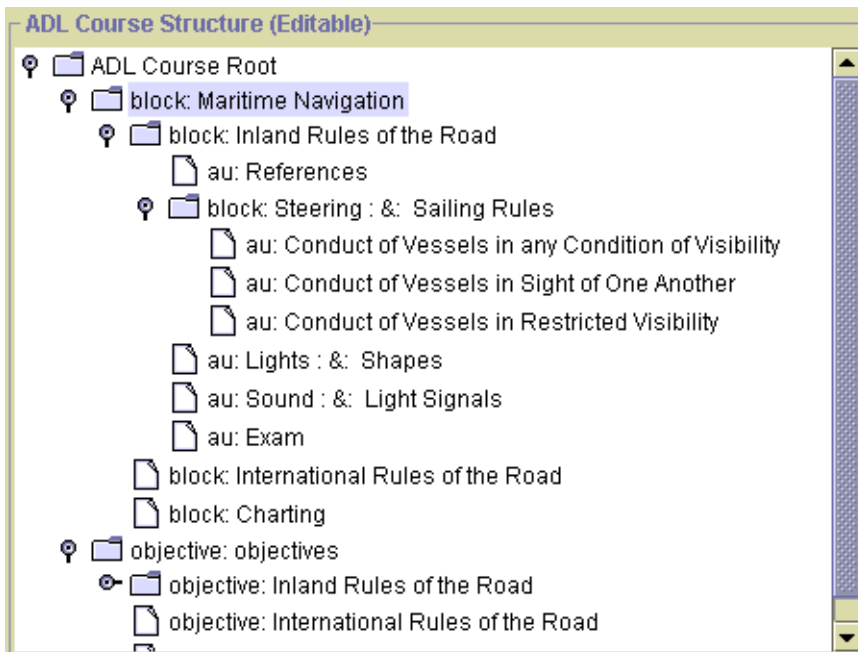 ADL Course Structure (Editable)
ADL Course Root
block: Maritime Navigation
block: Inland Rules of the Road
au: References
block: Steering : &: Sailing Rules
au: Conduct of Vessels in any Condition of Visibility
au: Conduct of Vessels in Sight of One Another
au: Conduct of Vessels in Restricted Visibility
au: Lights : &: Shapes
au: Sound : &: Light Signals
au: Exam
block: International Rules of the Road
block: Charting
objective: objectives
objective: Inland Rules of the Road
objective: International Rules of the Road